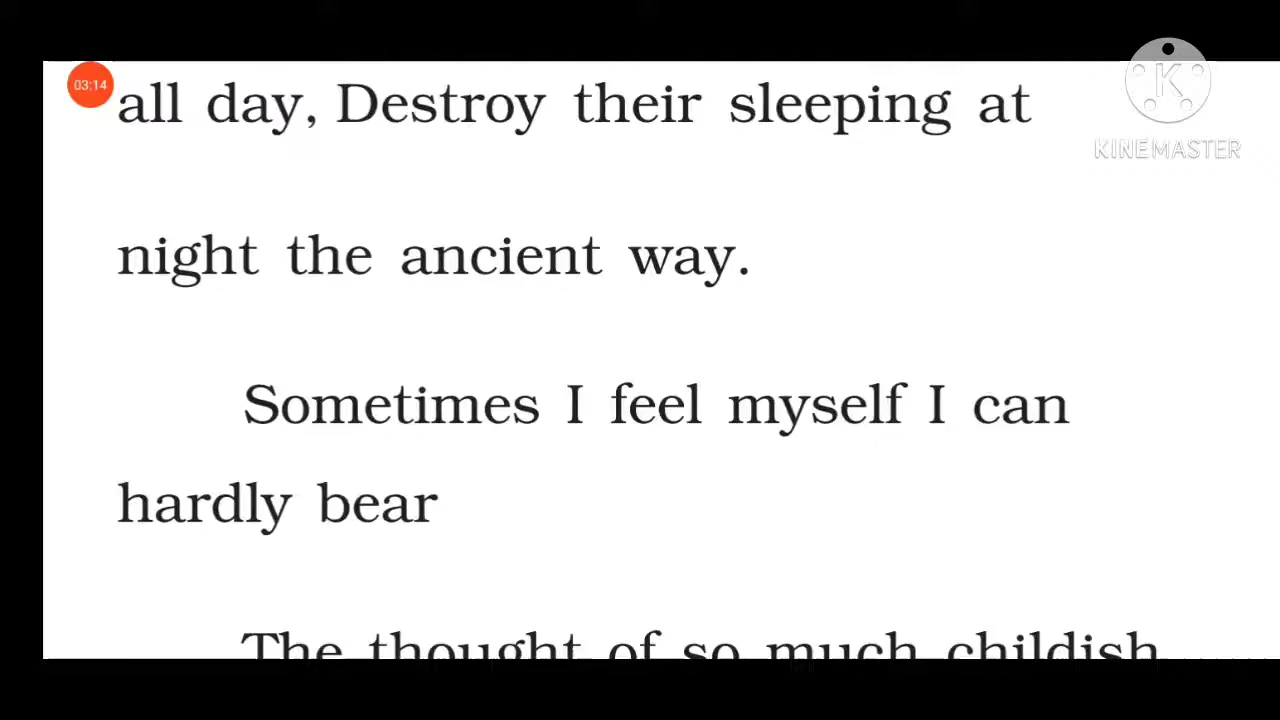 03:14
all day, Destroy their sleeping at
KINEMASTER
night the ancient way.
Sometimes I feel myself I can
hardly bear
The thought of so much childish